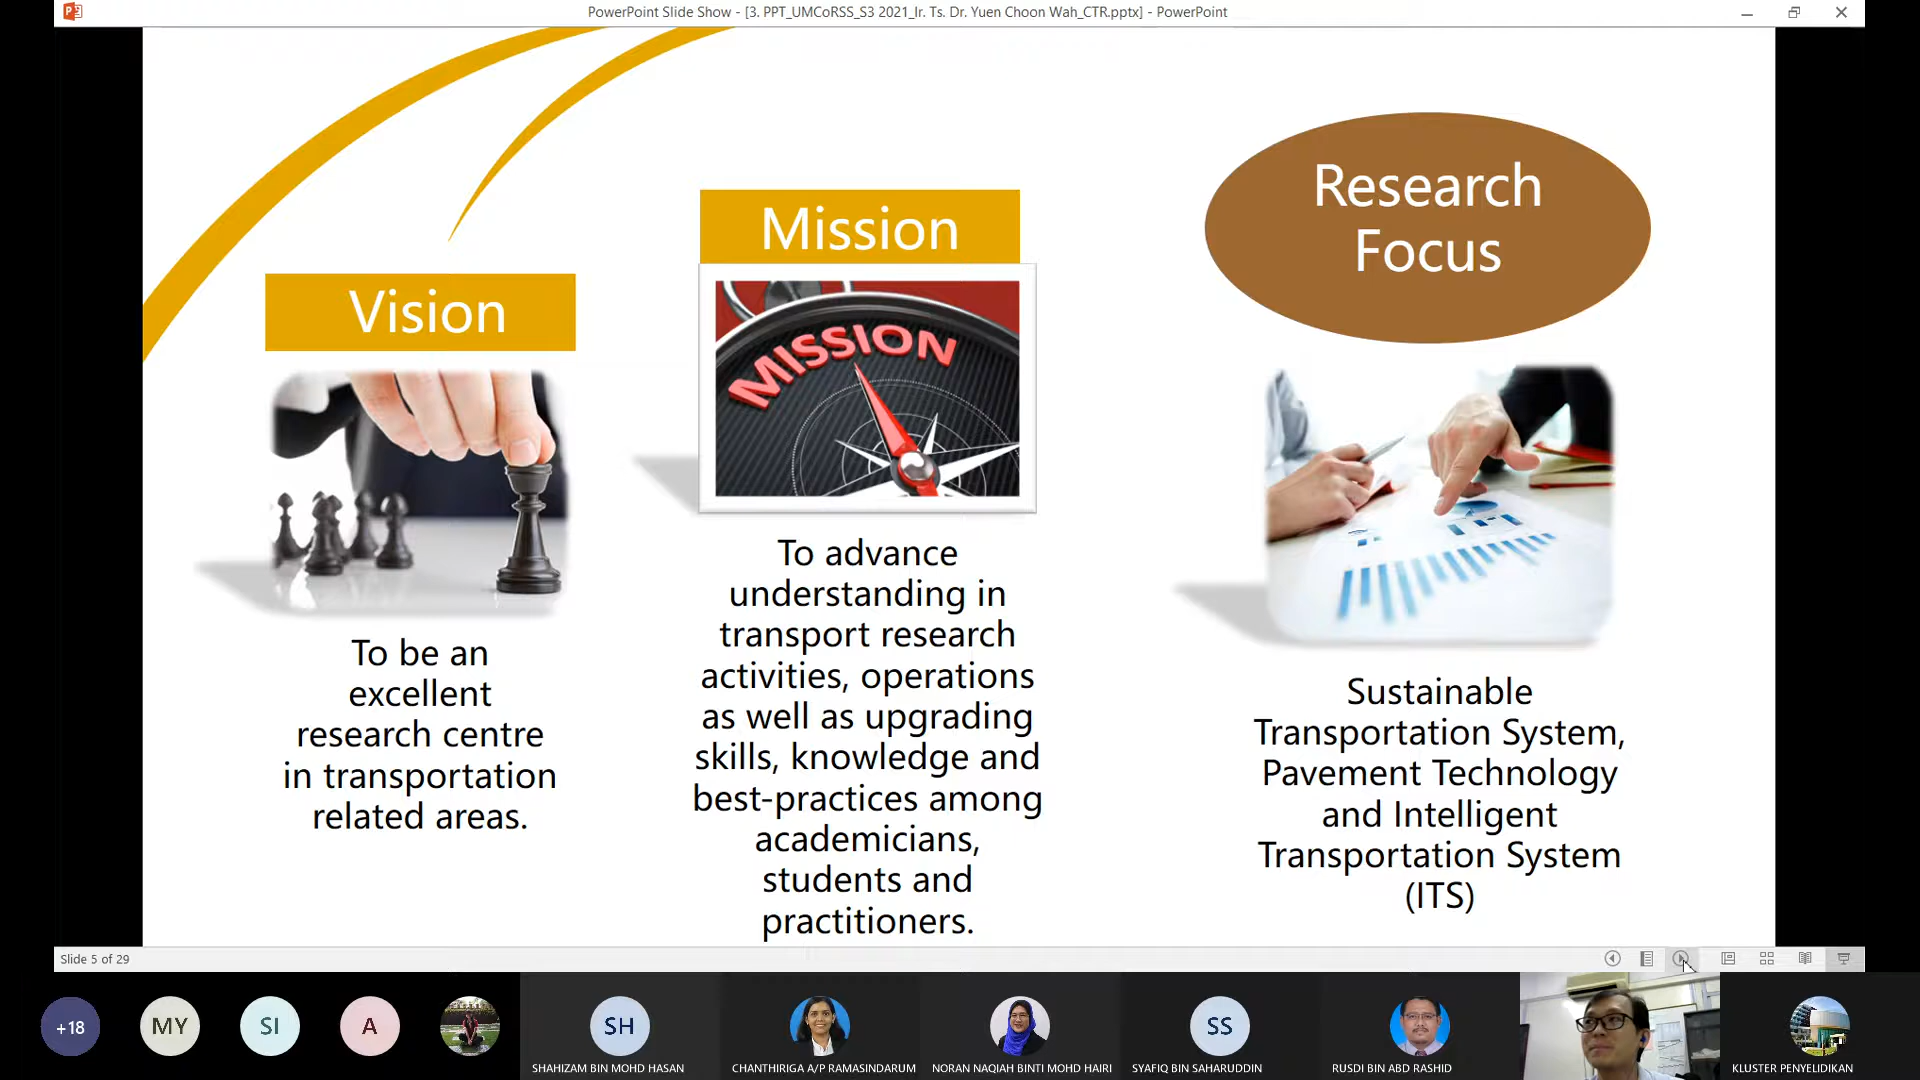 PowerPoint Slide Show - [3. PPT_UMCoRSS_S3 2021_Ir. Ts. Dr. Yuen Choon Wah_CTR.pptx] - PowerPoint
Vision
To be an
excellent
research centre
in transportation
related areas.
Mission
MISSION
To advance
understanding in
transport research
activities, operations
as well as upgrading
skills, knowledge and
best-practices among
academicians,
students and
practitioners.
Research
Focus
Sustainable
Transportation System,
Pavement Technology
and Intelligent
Transportation System
(ITS)
Slide 5 of 29
+18
MY
SI
A
SH
SHAHIZAM BIN MOHD HASAN
CHANTHIRIGA A/P RAMASINDARUM
NORAN NAQIAH BINTI MOHD HAIRI
SS
SYAFIQ BIN SAHARUDDIN
RUSDI BIN ABD RASHID
KLUSTER PENYELIDIKAN